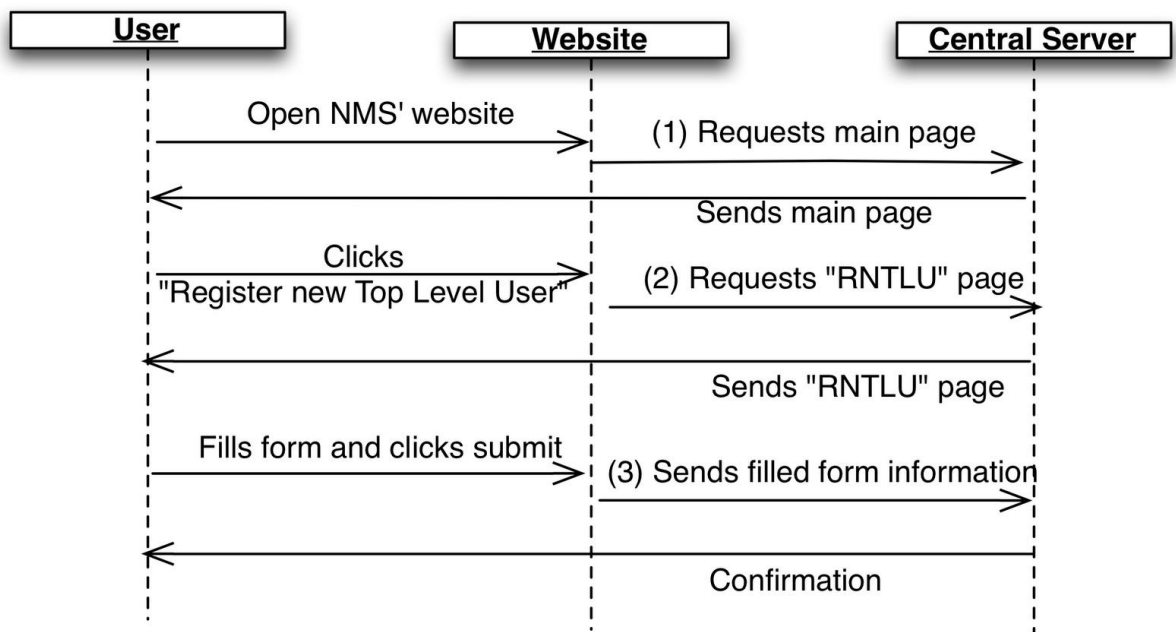 User
Website
Central Server
Open NMS' website
(1) Requests main page
Sends main page
Clicks
"Register new Top Level User"
(2) Requests "RNTLU" page
Sends "RNTLU" page
Fills form and clicks submit
(3) Sends filled form information
Confirmation